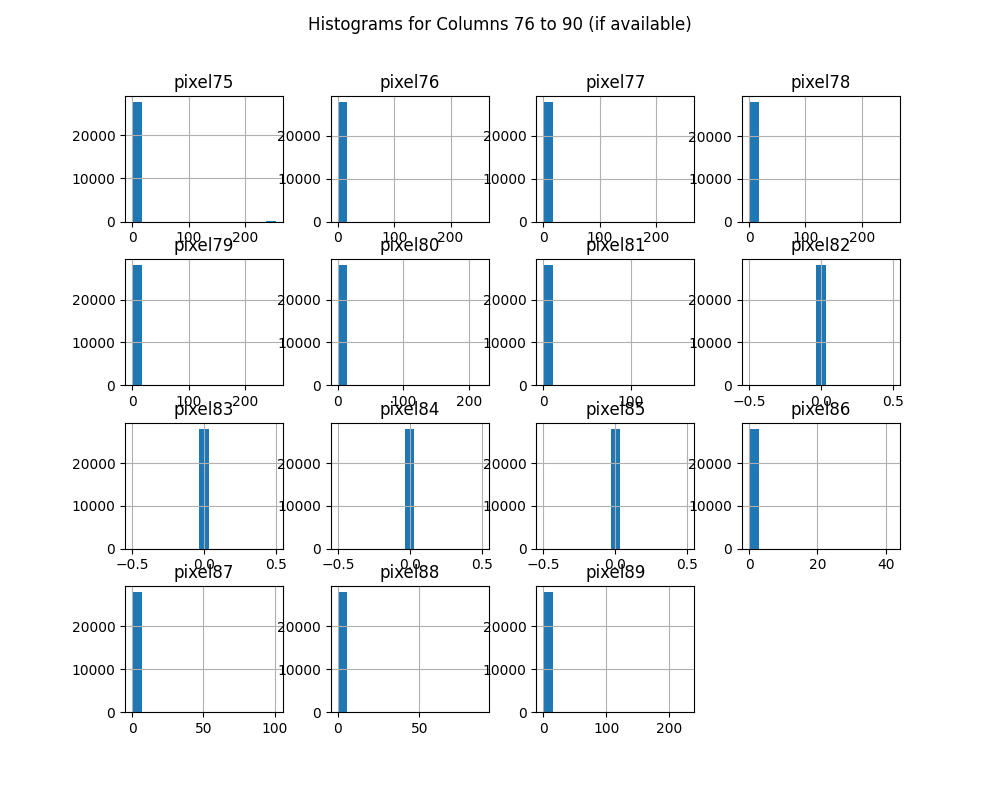 Histograms for Columns 76 to 90 (if available)
pixel75 pixel76 pixel77 pixel78
20000 20000 20000 20000
10000 10000 10000 10000
0 0 0 0
0 100 200 0 100 200 0 100 200 0 100 200
pixel79 pixel80 pixel81 pixel82
20000 20000 20000 20000
10000 10000 10000 10000
0 0 0 0
0 100 200 0 100 200 0 100 −0.5 0.0 0.5
pixel83 pixel84 pixel85 pixel86
20000 20000 20000 20000
10000 10000 10000 10000
0 0 0 0
−0.5 0.0 0.5 −0.5 0.0 0.5 −0.5 0.0 0.5 0 20 40
pixel87 pixel88 pixel89
20000 20000 20000
10000 10000 10000
0 0 0
0 50 100 0 50 0 100 200